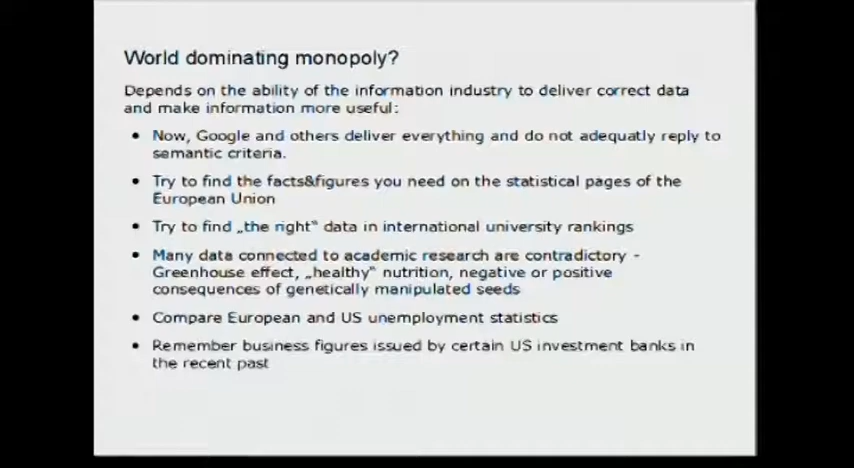 World dominating monopoly?
Depends on the ability of the information industry to deliver correct data
and make information more useful:
• Now, Google and others deliver everything and do not adequatly reply to
semantic criteria.
• Try to find the facts&figures you need on the statistical pages of the
European Union
• Try to find „the right“ data in international university rankings
• Many data connected to academic research are contradictory -
Greenhouse effect, „healthy“ nutrition, negative or positive
consequences of genetically manipulated seeds
• Compare European and US unemployment statistics
• Remember business figures issued by certain US investment banks in
the recent past